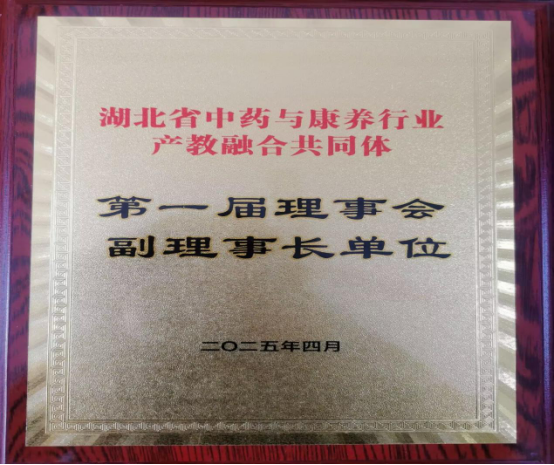 湖北省中药与康养行业
产教融合共同体
第一届理事会
副理事长单位
二〇二五年四月